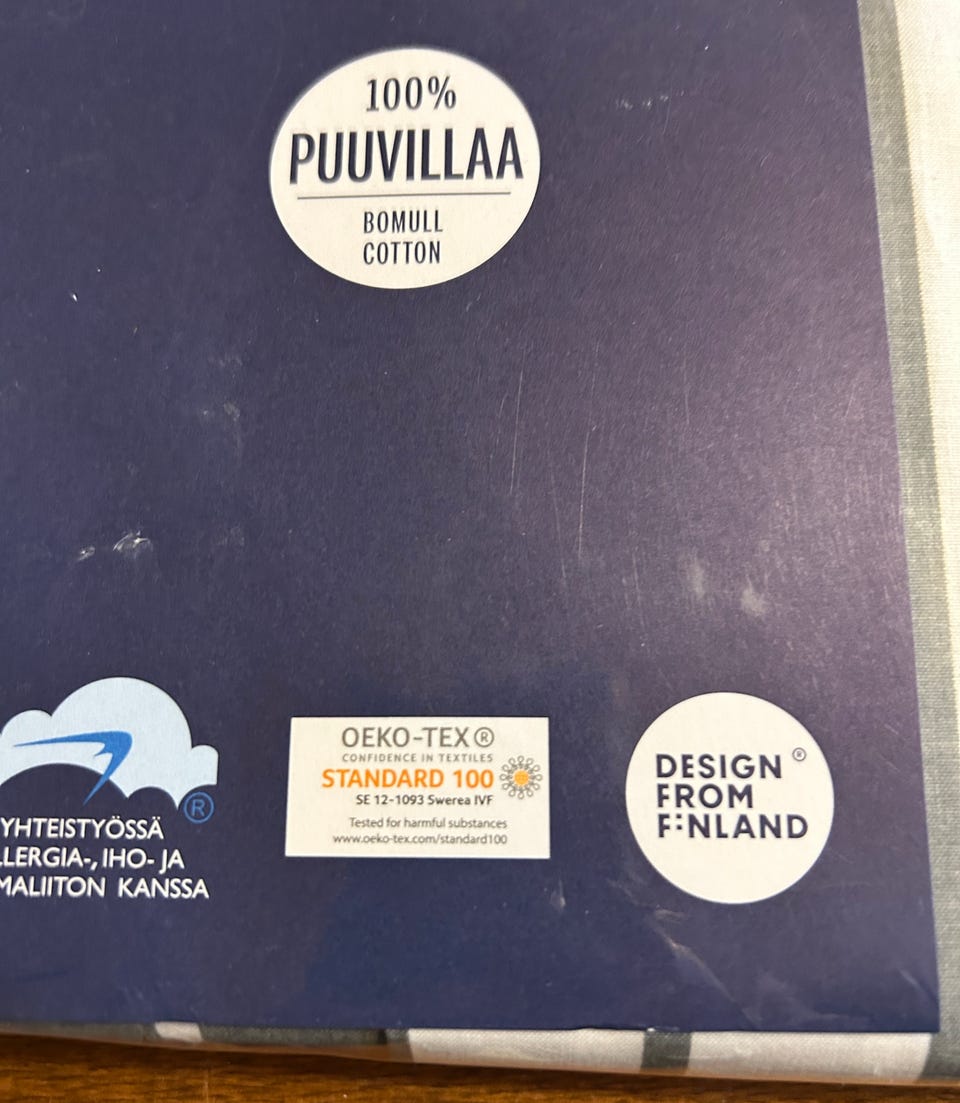 100%
PUUVILLAA
BOMULL
COTTON
®
YHTEISTYÖSSÄ
LERGIA-, IHO- JA
MALIITON KANSSA
OEKO-TEX®
CONFIDENCE IN TEXTILES
STANDARD 100
SE 12-1093 Swerea IVF
Tested for harmful substances
www.oeko-tex.com/standard100
DESIGN ®
FROM
FINLAND